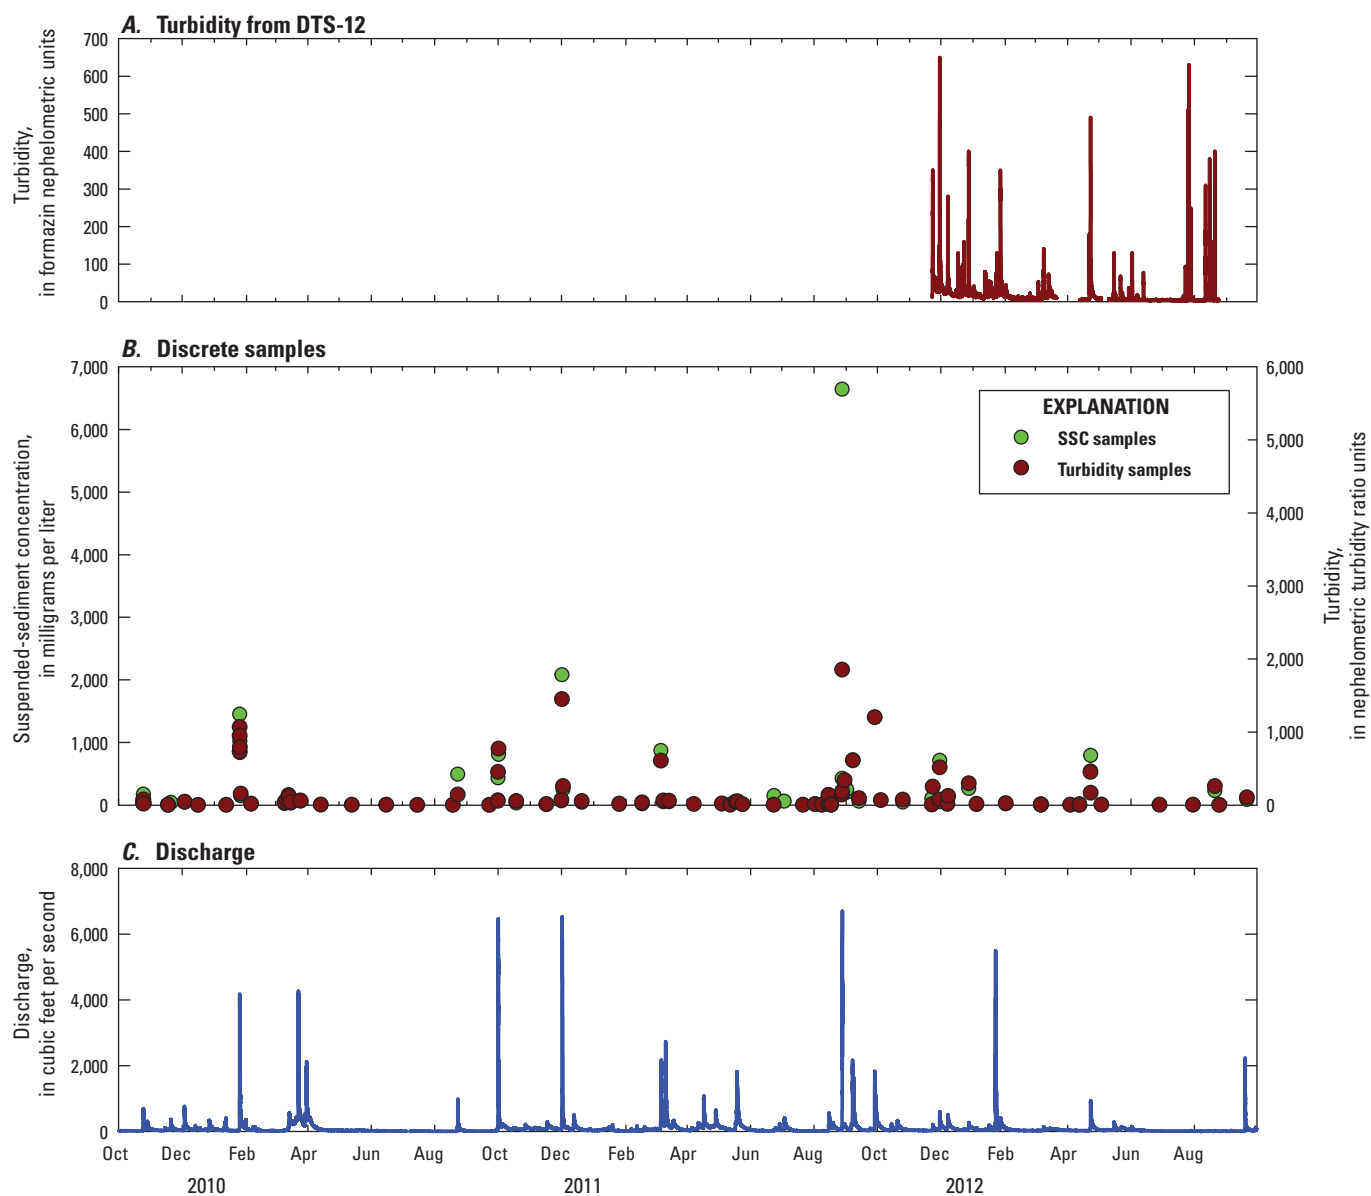 A. Turbidity from DTS-12
Turbidity,
in formazin nephelometric units
700
600
500
400
300
200
100
0
B. Discrete samples
Suspended-sediment concentration,
in milligrams per liter
7,000
6,000
5,000
4,000
3,000
2,000
1,000
0
EXPLANATION
SSC samples
Turbidity samples
6,000
5,000
4,000
3,000
2,000
1,000
0
Turbidity,
in nephelometric turbidity ratio units
C. Discharge
Discharge,
in cubic feet per second
8,000
6,000
4,000
2,000
0
Oct Dec Feb Apr Jun Aug Oct Dec Feb Apr Jun Aug Oct Dec Feb Apr Jun Aug
2010 2011 2012